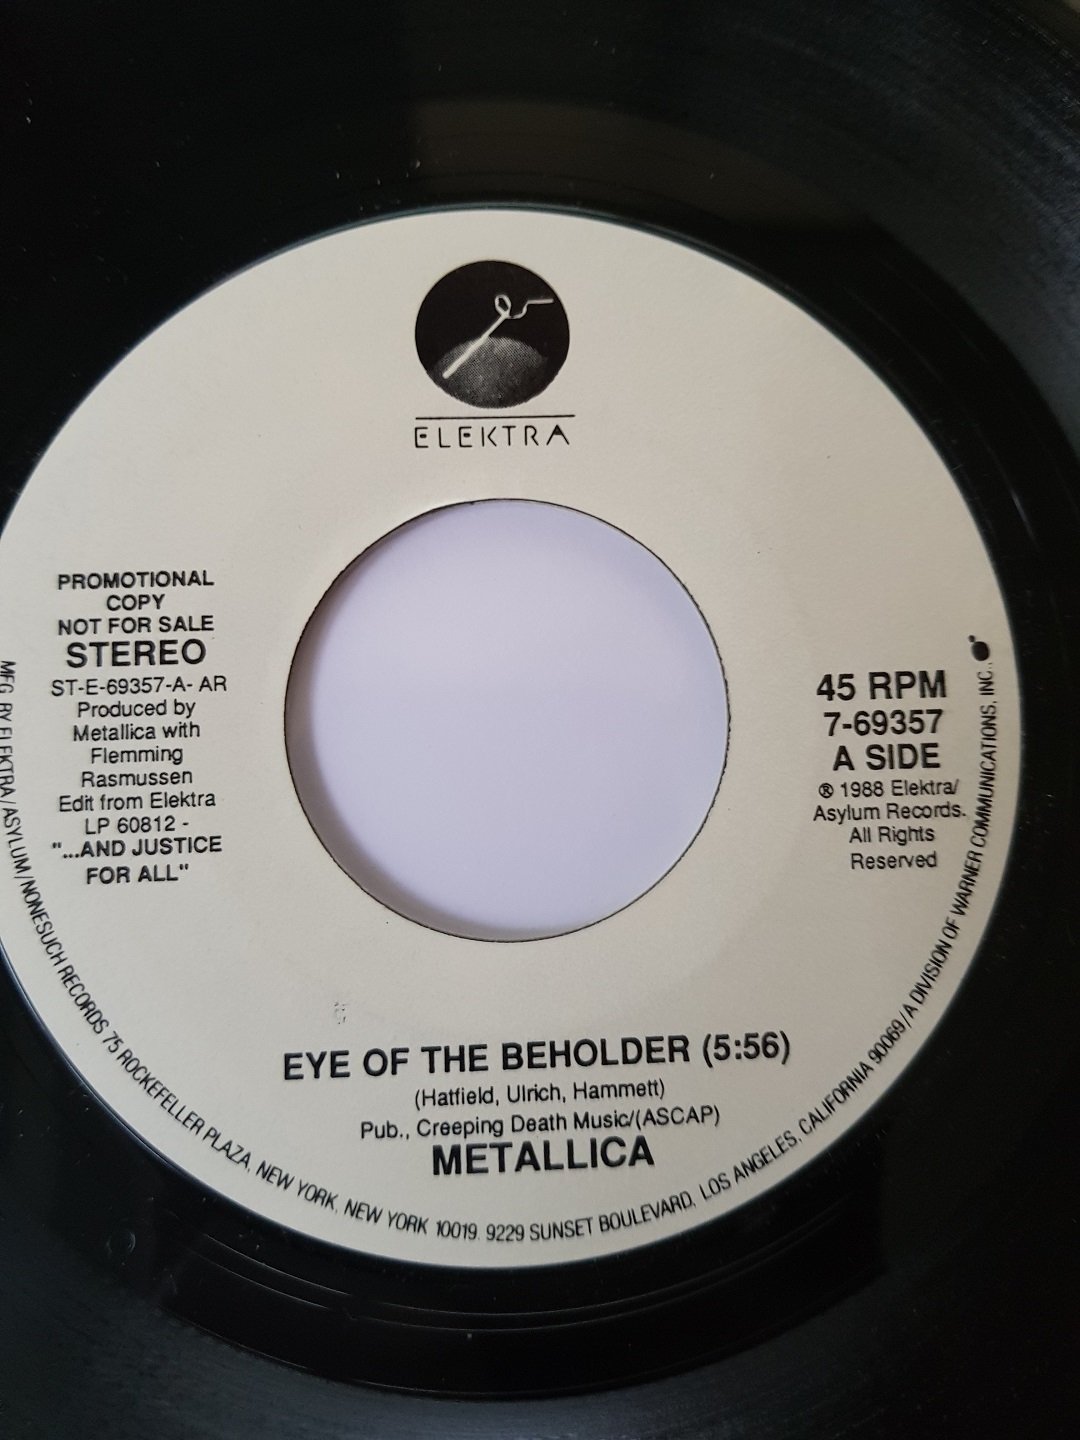 ELEKTRA
PROMOTIONAL
COPY
NOT FOR SALE
STEREO
ST-E-69357-A- AR
Produced by
Metallica with
Flemming
Rasmussen
Edit from Elektra
LP 60812 -
"...AND JUSTICE
FOR ALL"
45 RPM
7-69357
A SIDE
℗ 1988 Elektra/
Asylum Records.
All Rights
Reserved
EYE OF THE BEHOLDER (5:56)
(Hatfield, Ulrich, Hammett)
Pub., Creeping Death Music/(ASCAP)
METALLICA
MFG BY ELEKTRA/ASYLUM/NONESUCH RECORDS 75 ROCKEFELLER PLAZA, NEW YORK, NEW YORK 10019. 9229 SUNSET BOULEVARD, LOS ANGELES, CALIFORNIA 90069/A DIVISION OF WARNER COMMUNICATIONS, INC.,